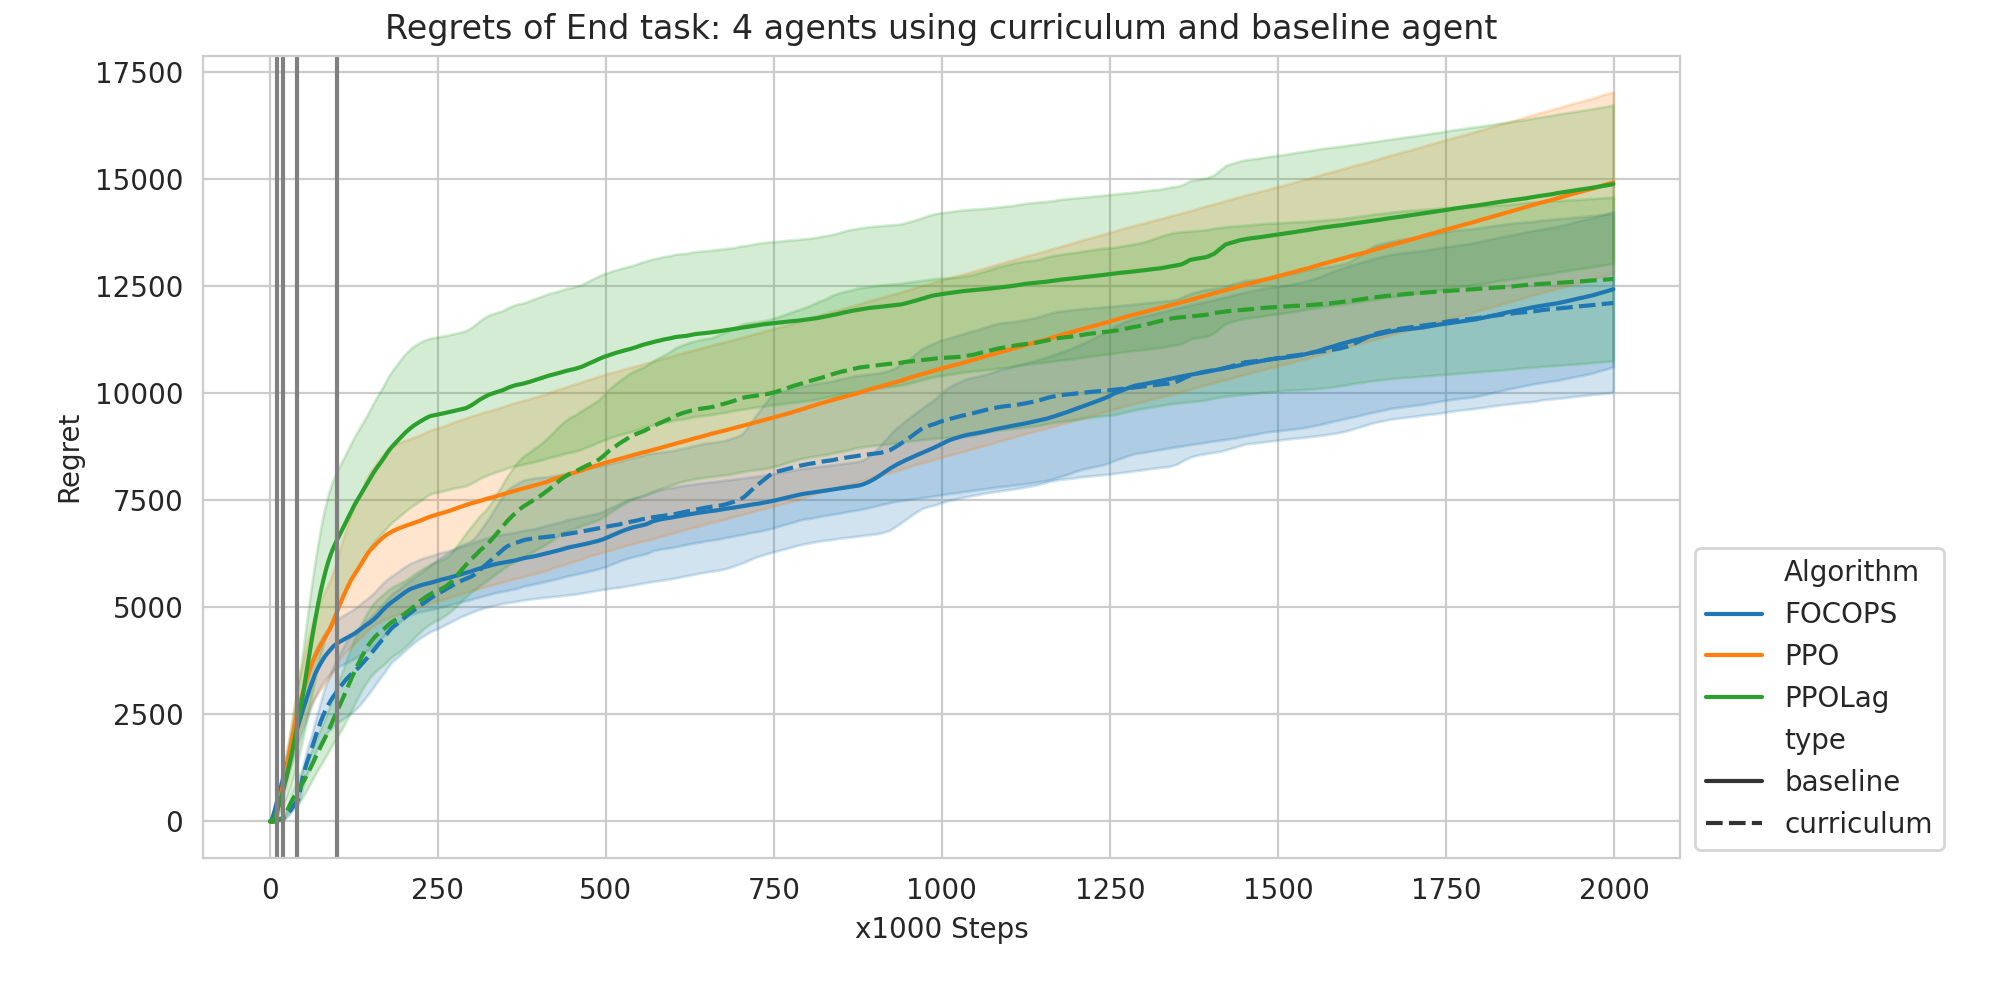 Regrets of End task: 4 agents using curriculum and baseline agent
17500
15000
12500
10000
7500
5000
2500
0
Regret
0 250 500 750 1000 1250 1500 1750 2000
x1000 Steps
Algorithm
FOCOPS
PPO
PPOLag
type
baseline
curriculum